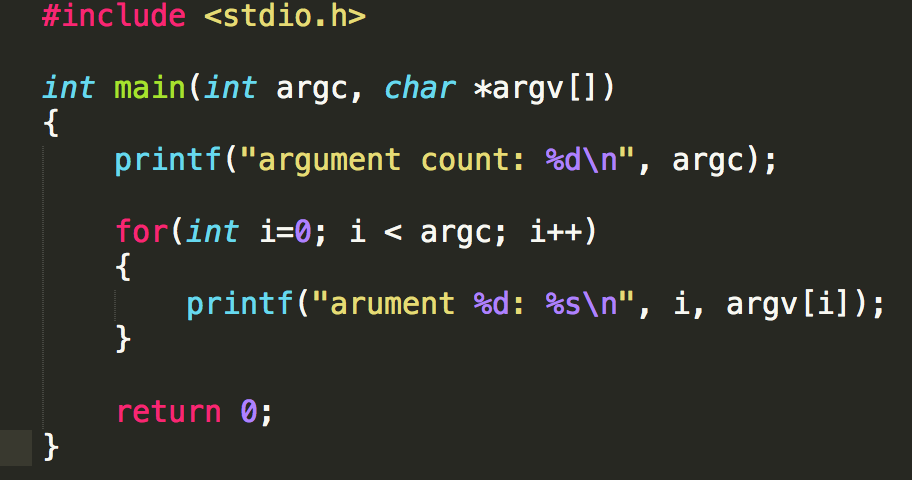 #include <stdio.h>
int main(int argc, char *argv[])
{
printf("argument count: %d\n", argc);
for(int i=0; i < argc; i++)
{
printf("arument %d: %s\n", i, argv[i]);
}
return 0;
}